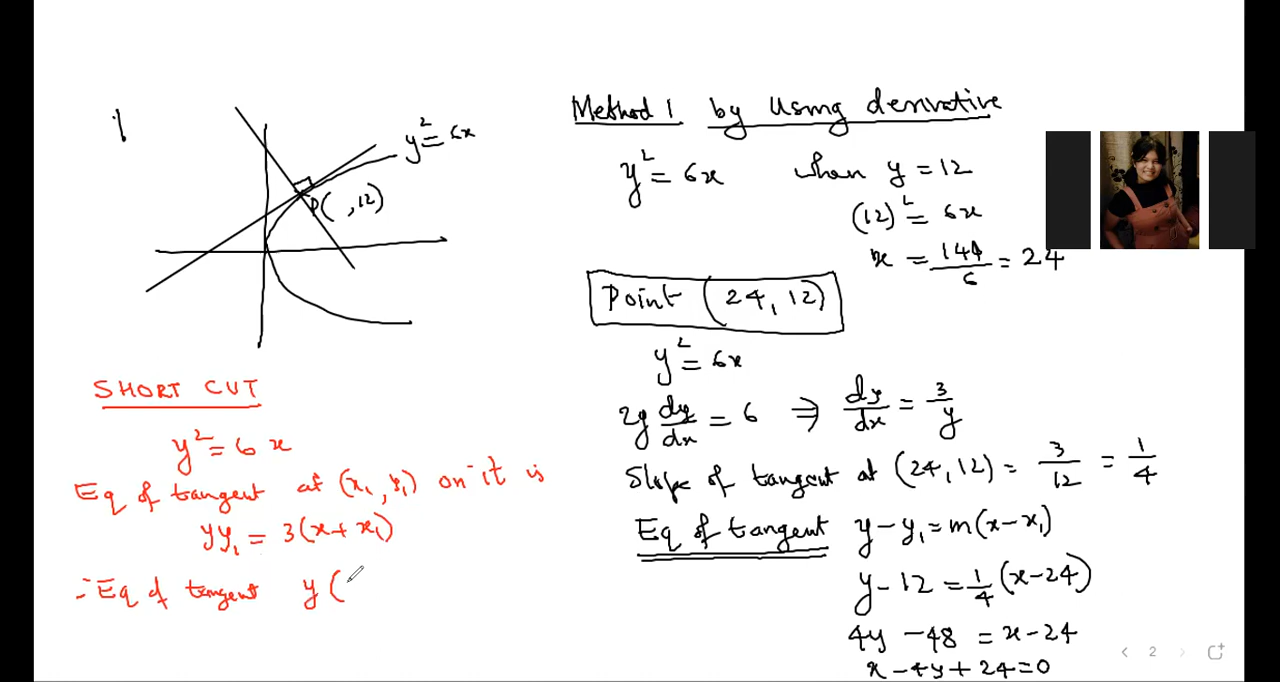 1
y² = 6x
P( , 12)
SHORT CUT
y² = 6x
Eq of tangent at (x₁, y₁) on it is
yy₁ = 3(x + x₁)
∴ Eq of tangent y(
Method 1 by Using derivative
y² = 6x when y = 12
(12)² = 6x
x = 144/6 = 24
Point (24, 12)
y² = 6x
2y dy/dx = 6 ⇒ dy/dx = 3/y
Slope of tangent at (24, 12) = 3/12 = 1/4
Eq of tangent y - y₁ = m(x - x₁)
y - 12 = 1/4 (x - 24)
4y - 48 = x - 24
x - 4y + 24 = 0
2